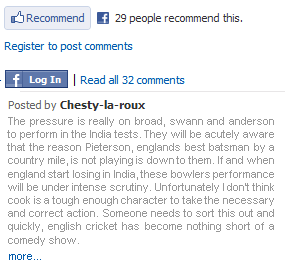 Recommend 29 people recommend this.
Register to post comments
Log In | Read all 32 comments
Posted by Chesty-la-roux
The pressure is really on broad, swann and anderson
to perform in the India tests. They will be acutely aware
that the reason Pieterson, englands best batsman by a
country mile, is not playing is down to them. If and when
england start losing in India, these bowlers performance
will be under intense scrutiny. Unfortunately I don't think
cook is a tough enough character to take the necessary
and correct action. Someone needs to sort this out and
quickly, english cricket has become nothing short of a
comedy show.
more...